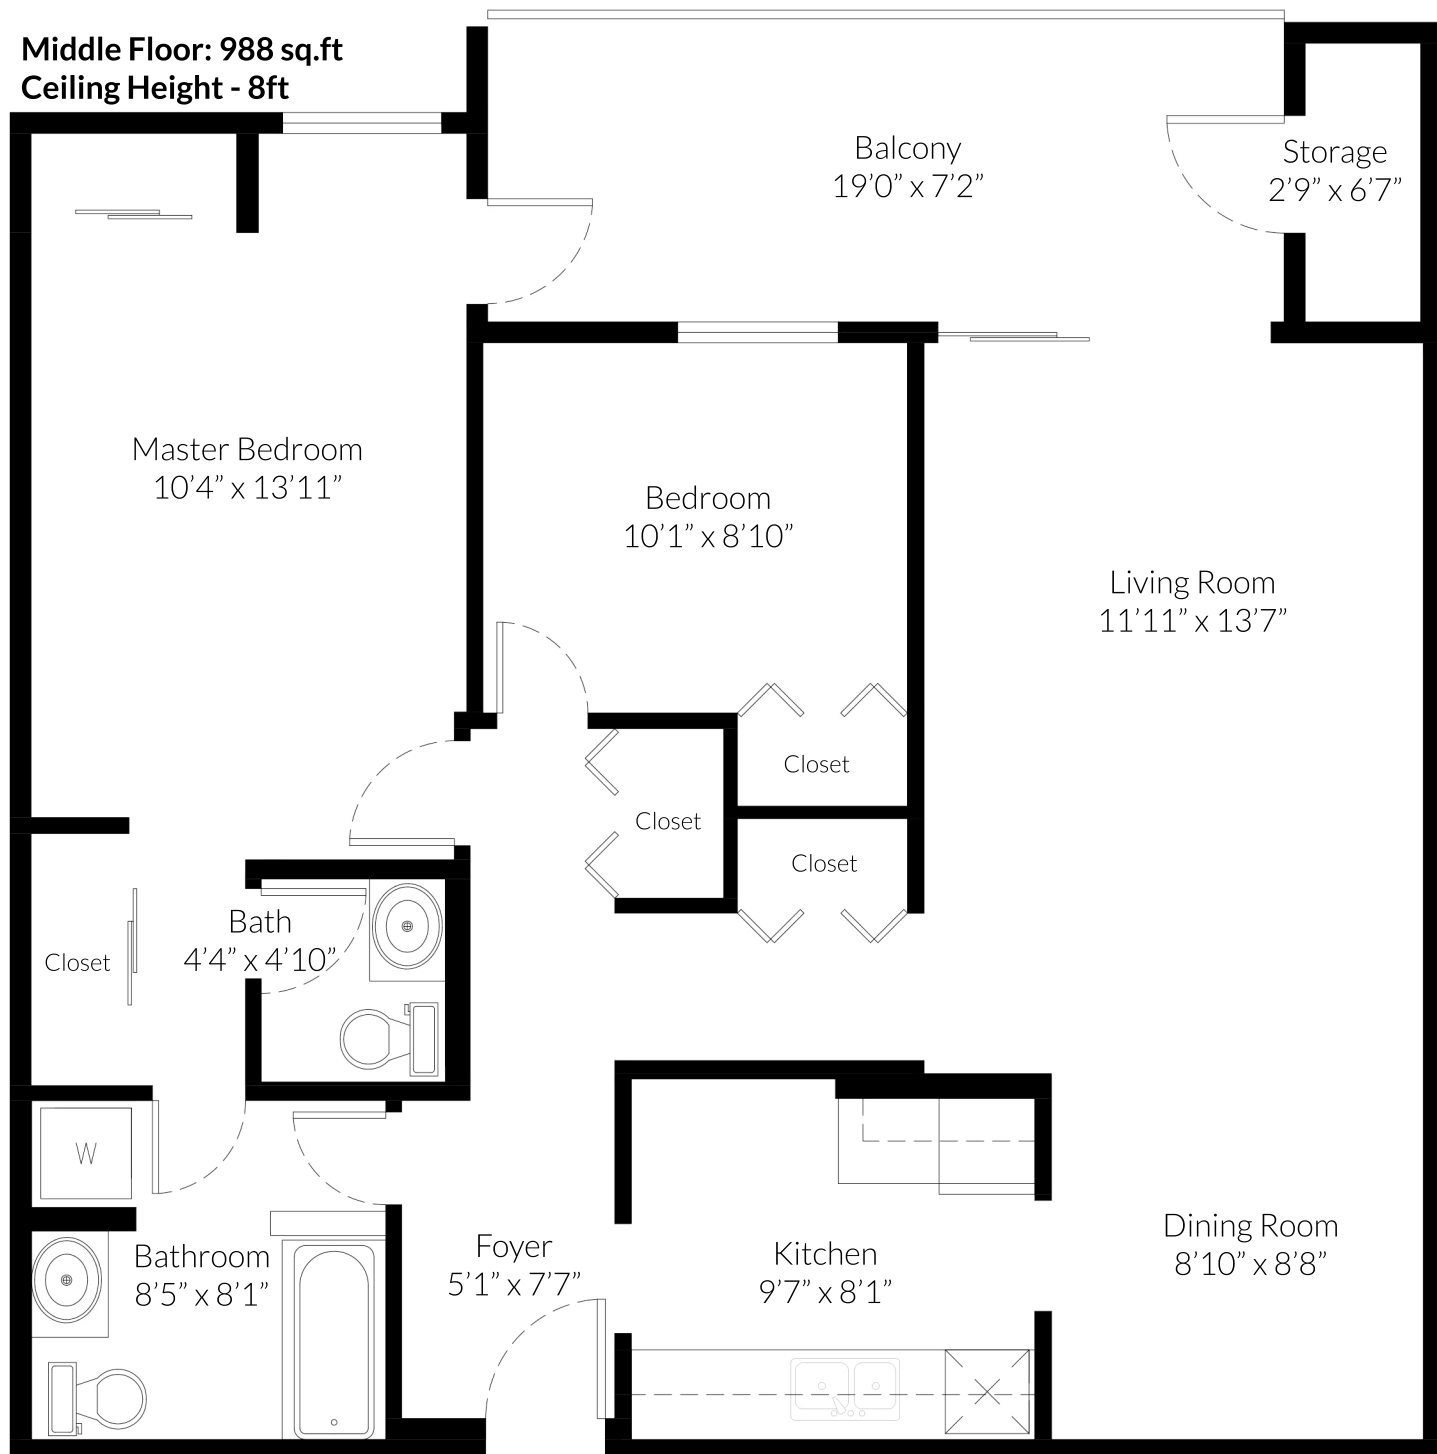 Middle Floor: 988 sq.ft
Ceiling Height - 8ft
Balcony
19’0” x 7’2”
Storage
2’9” x 6’7”
Master Bedroom
10’4” x 13’11”
Bedroom
10’1” x 8’10”
Living Room
11’11” x 13’7”
Closet
Closet
Closet
Bath
4’4” x 4’10”
Closet
W
Bathroom
8’5” x 8’1”
Foyer
5’1” x 7’7”
Kitchen
9’7” x 8’1”
Dining Room
8’10” x 8’8”